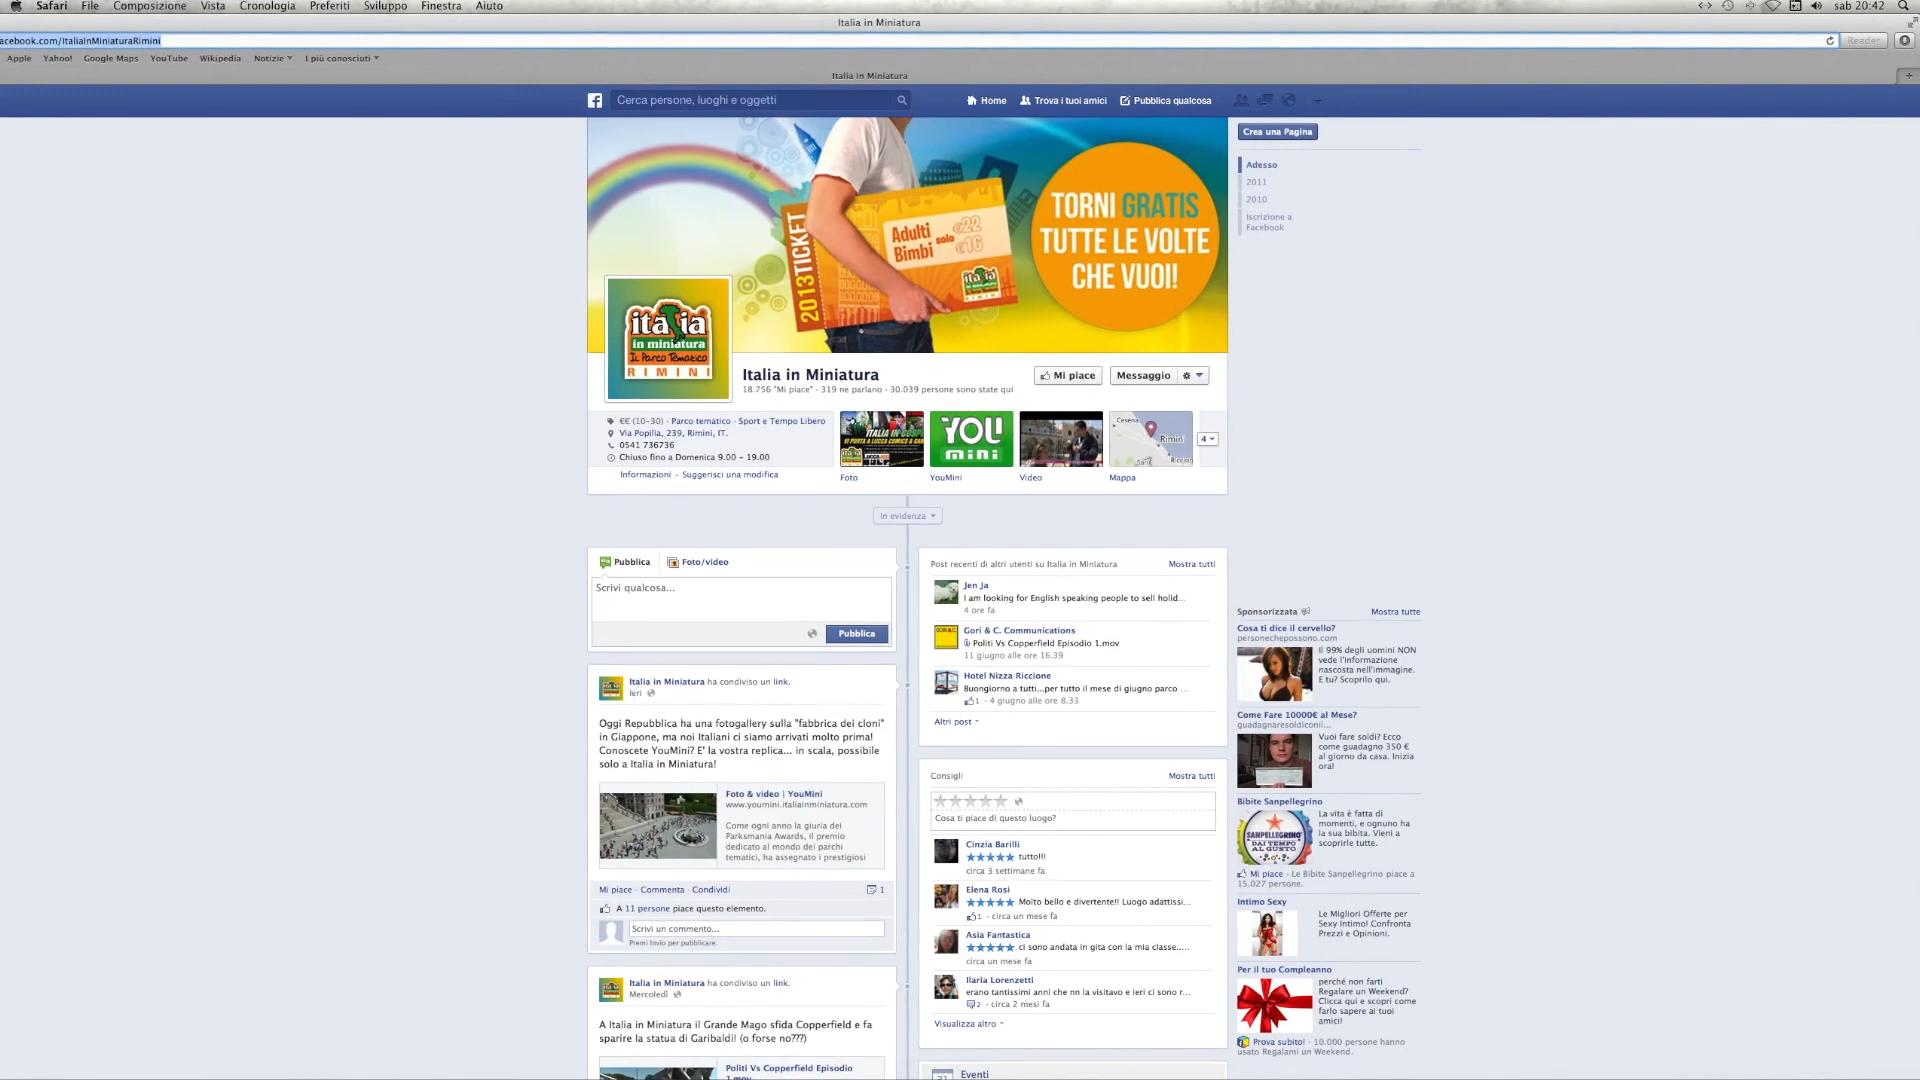 Safari File Composizione Vista Cronologia Preferiti Sviluppo Finestra Aiuto
sab 20:42
Italia in Miniatura
acebook.com/ItaliaInMiniaturaRimini
Reader
Apple Yahoo! Google Maps YouTube Wikipedia Notizie I più conosciuti
Italia in Miniatura
Cerca persone, luoghi e oggetti
Home Trova i tuoi amici Pubblica qualcosa
Crea una Pagina
Adesso
2011
2010
Iscrizione a
Facebook
TORNI GRATIS
TUTTE LE VOLTE
CHE VUOI!
2013TICKET
Adulti solo €22
Bimbi €16
italia
in miniatura
Il Parco Tematico
RIMINI
Italia in Miniatura
18.756 "Mi piace" · 319 ne parlano · 30.039 persone sono state qui
Mi piace
Messaggio
€€ (10-30) · Parco tematico · Sport e Tempo Libero
Via Popilia, 239, Rimini, IT.
0541 736736
Chiuso fino a Domenica 9.00 - 19.00
Informazioni – Suggerisci una modifica
YOU
mini
Cesena
Rimini
Riccion
4
Foto
YouMini
Video
Mappa
In evidenza
Pubblica
Foto/video
Scrivi qualcosa...
Pubblica
Italia in Miniatura ha condiviso un link.
Ieri
Oggi Repubblica ha una fotogallery sulla "fabbrica dei cloni"
in Giappone, ma noi Italiani ci siamo arrivati molto prima!
Conoscete YouMini? E' la vostra replica... in scala, possibile
solo a Italia in Miniatura!
Foto & video | YouMini
www.youmini.italiainminiatura.com
Come ogni anno la giuria dei
Parksmania Awards, il premio
dedicato al mondo dei parchi
tematici, ha assegnato i prestigiosi
Mi piace · Commenta · Condividi
1
A 11 persone piace questo elemento.
Scrivi un commento...
Premi Invio per pubblicare.
Italia in Miniatura ha condiviso un link.
Mercoledì
A Italia in Miniatura il Grande Mago sfida Copperfield e fa
sparire la statua di Garibaldi! (o forse no???)
Politi Vs Copperfield Episodio
1.mov
Post recenti di altri utenti su Italia in Miniatura
Mostra tutti
Jen Ja
I am looking for English speaking people to sell holid...
4 ore fa
Gori & C. Communications
Politi Vs Copperfield Episodio 1.mov
11 giugno alle ore 16.39
Hotel Nizza Riccione
Buongiorno a tutti...per tutto il mese di giugno parco ...
1 · 4 giugno alle ore 8.33
Altri post
Consigli
Mostra tutti
Cosa ti piace di questo luogo?
Cinzia Barilli
tutto!!!
circa 3 settimane fa
Elena Rosi
Molto bello e divertente!! Luogo adattissi...
1 · circa un mese fa
Asia Fantastica
ci sono andata in gita con la mia classe.....
circa un mese fa
Ilaria Lorenzetti
erano tantissimi anni che nn la visitavo e ieri ci sono r...
2 · circa 2 mesi fa
Visualizza altro
Eventi
Sponsorizzata
Mostra tutte
Cosa ti dice il cervello?
personechepossono.com
Il 99% degli uomini NON
vede l'informazione
nascosta nell'immagine.
E tu? Scoprilo qui.
Come Fare 10000€ al Mese?
guadagnaresoldiconil...
Vuoi fare soldi? Ecco
come guadagno 350 €
al giorno da casa. Inizia
ora!
Bibite Sanpellegrino
SANPELLEGRINO
DAI TEMPO
AL GUSTO
La vita è fatta di
momenti, e ognuno ha
la sua bibita. Vieni a
scoprirle tutte.
Mi piace · Le Bibite Sanpellegrino piace a
15.027 persone.
Intimo Sexy
Le Migliori Offerte per
Sexy Intimo! Confronta
Prezzi e Opinioni.
Per il tuo Compleanno
perché non farti
Regalare un Weekend?
Clicca qui e scopri come
farlo sapere ai tuoi
amici!
Prova subito! · 10.000 persone hanno
usato Regalami un Weekend.